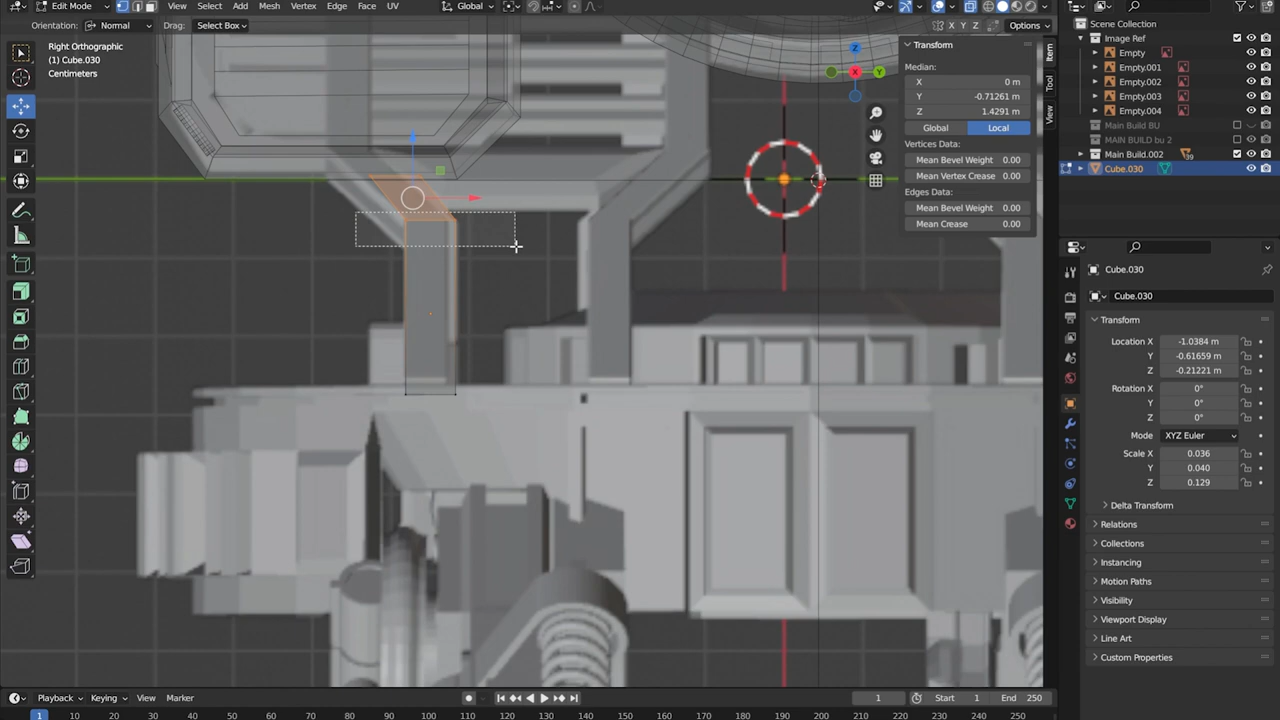 Edit Mode View Select Add Mesh Vertex Edge Face UV Global
Orientation: Normal Drag: Select Box X Y Z Options
Right Orthographic
(1) Cube.030
Centimeters
Transform
Median:
X 0 m
Y -0.71261 m
Z 1.4291 m
Global Local
Vertices Data:
Mean Bevel Weight 0.00
Mean Vertex Crease 0.00
Edges Data:
Mean Bevel Weight 0.00
Mean Crease 0.00
Item
Tool
View
Z
X
Y
Scene Collection
Image Ref
Empty
Empty.001
Empty.002
Empty.003
Empty.004
Main Build BU
Main BUILD bu 2
Main Build.002 39
Cube.030
Cube.030
Cube.030
Transform
Location X -1.0384 m
Y -0.61659 m
Z -0.21221 m
Rotation X 0°
Y 0°
Z 0°
Mode XYZ Euler
Scale X 0.036
Y 0.040
Z 0.129
Delta Transform
Relations
Collections
Instancing
Motion Paths
Visibility
Viewport Display
Line Art
Custom Properties
Playback Keying View Marker 1 Start 1 End 250
1 10 20 30 40 50 60 70 80 90 100 110 120 130 140 150 160 170 180 190 200 210 220 230 240 250